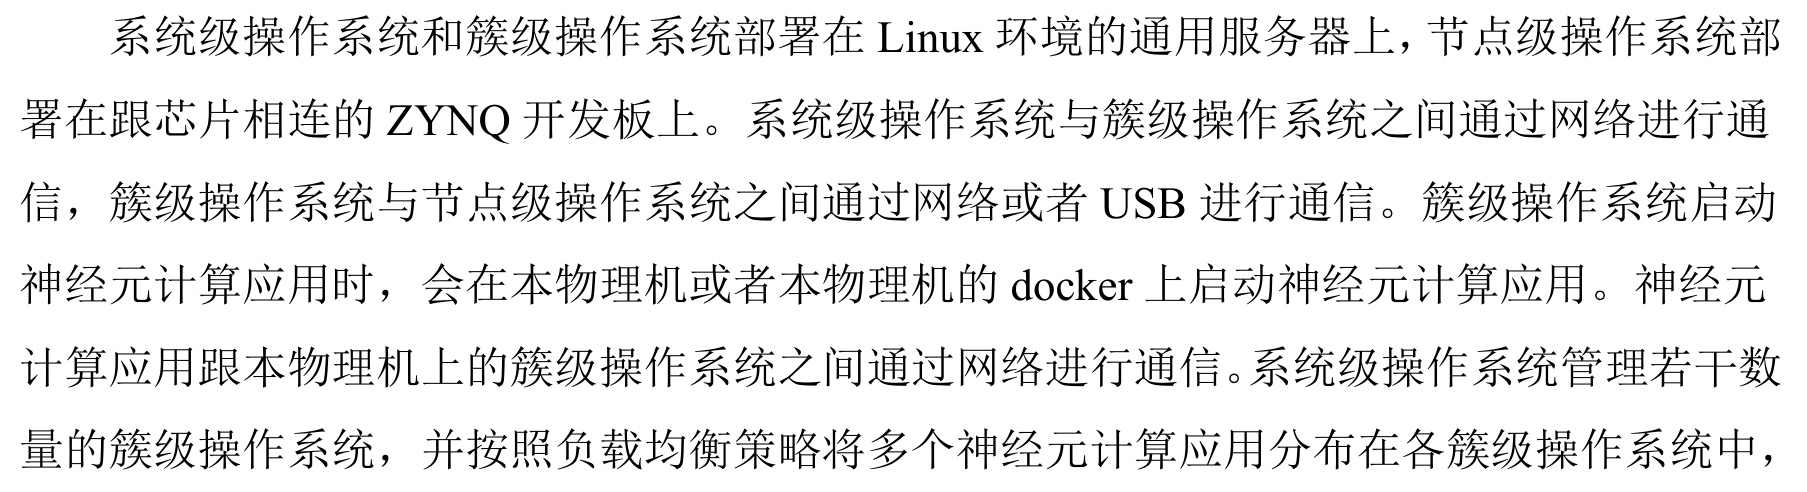 系统级操作系统和簇级操作系统部署在 Linux 环境的通用服务器上，节点级操作系统部
署在跟芯片相连的 ZYNQ 开发板上。系统级操作系统与簇级操作系统之间通过网络进行通
信，簇级操作系统与节点级操作系统之间通过网络或者 USB 进行通信。簇级操作系统启动
神经元计算应用时，会在本物理机或者本物理机的 docker 上启动神经元计算应用。神经元
计算应用跟本物理机上的簇级操作系统之间通过网络进行通信。系统级操作系统管理若干数
量的簇级操作系统，并按照负载均衡策略将多个神经元计算应用分布在各簇级操作系统中，